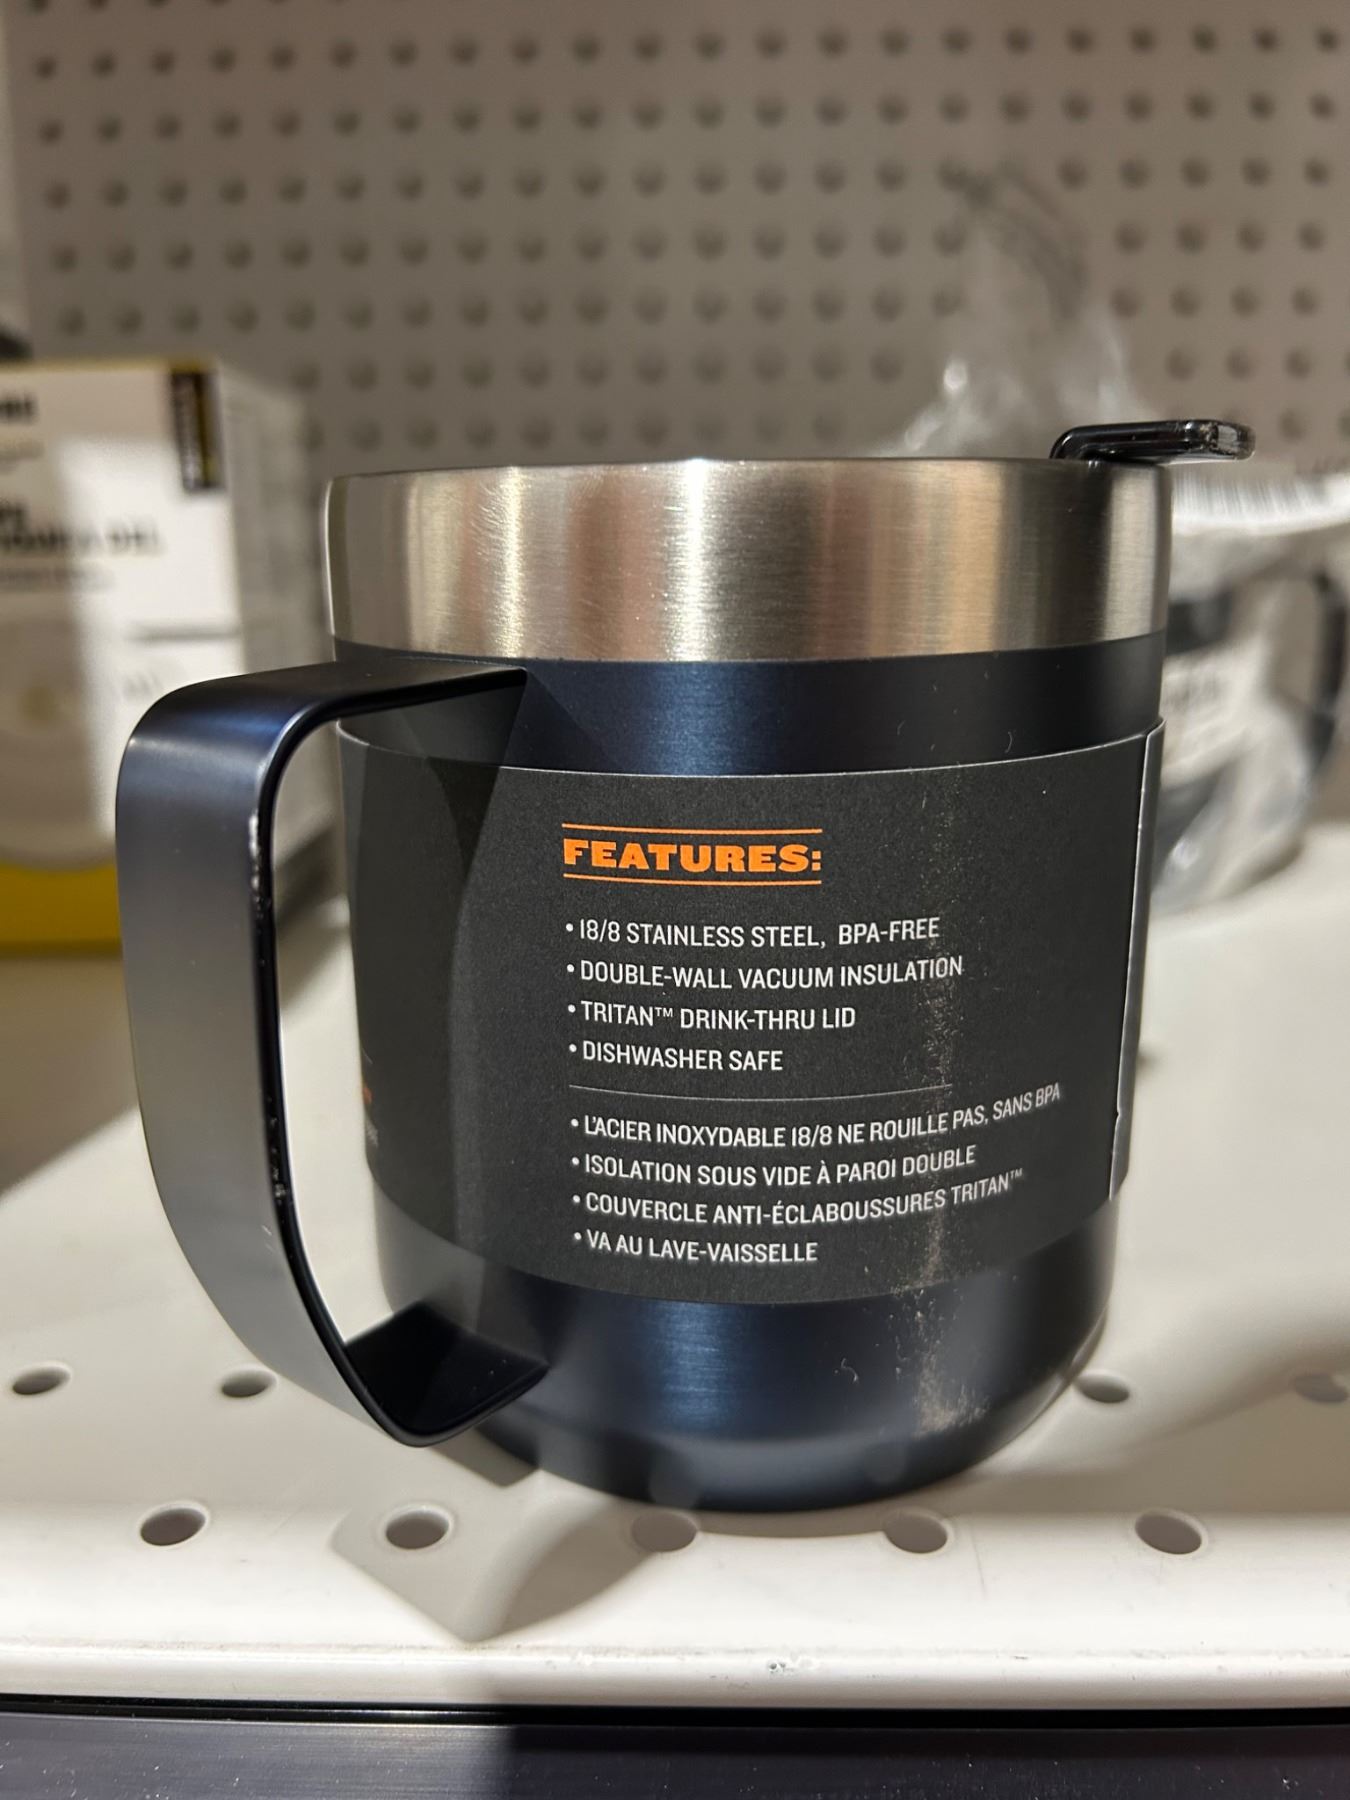 FEATURES:
• 18/8 STAINLESS STEEL, BPA-FREE
• DOUBLE-WALL VACUUM INSULATION
• TRITAN™ DRINK-THRU LID
• DISHWASHER SAFE
• L'ACIER INOXYDABLE 18/8 NE ROUILLE PAS, SANS BPA
• ISOLATION SOUS VIDE À PAROI DOUBLE
• COUVERCLE ANTI-ÉCLABOUSSURES TRITAN™
• VA AU LAVE-VAISSELLE